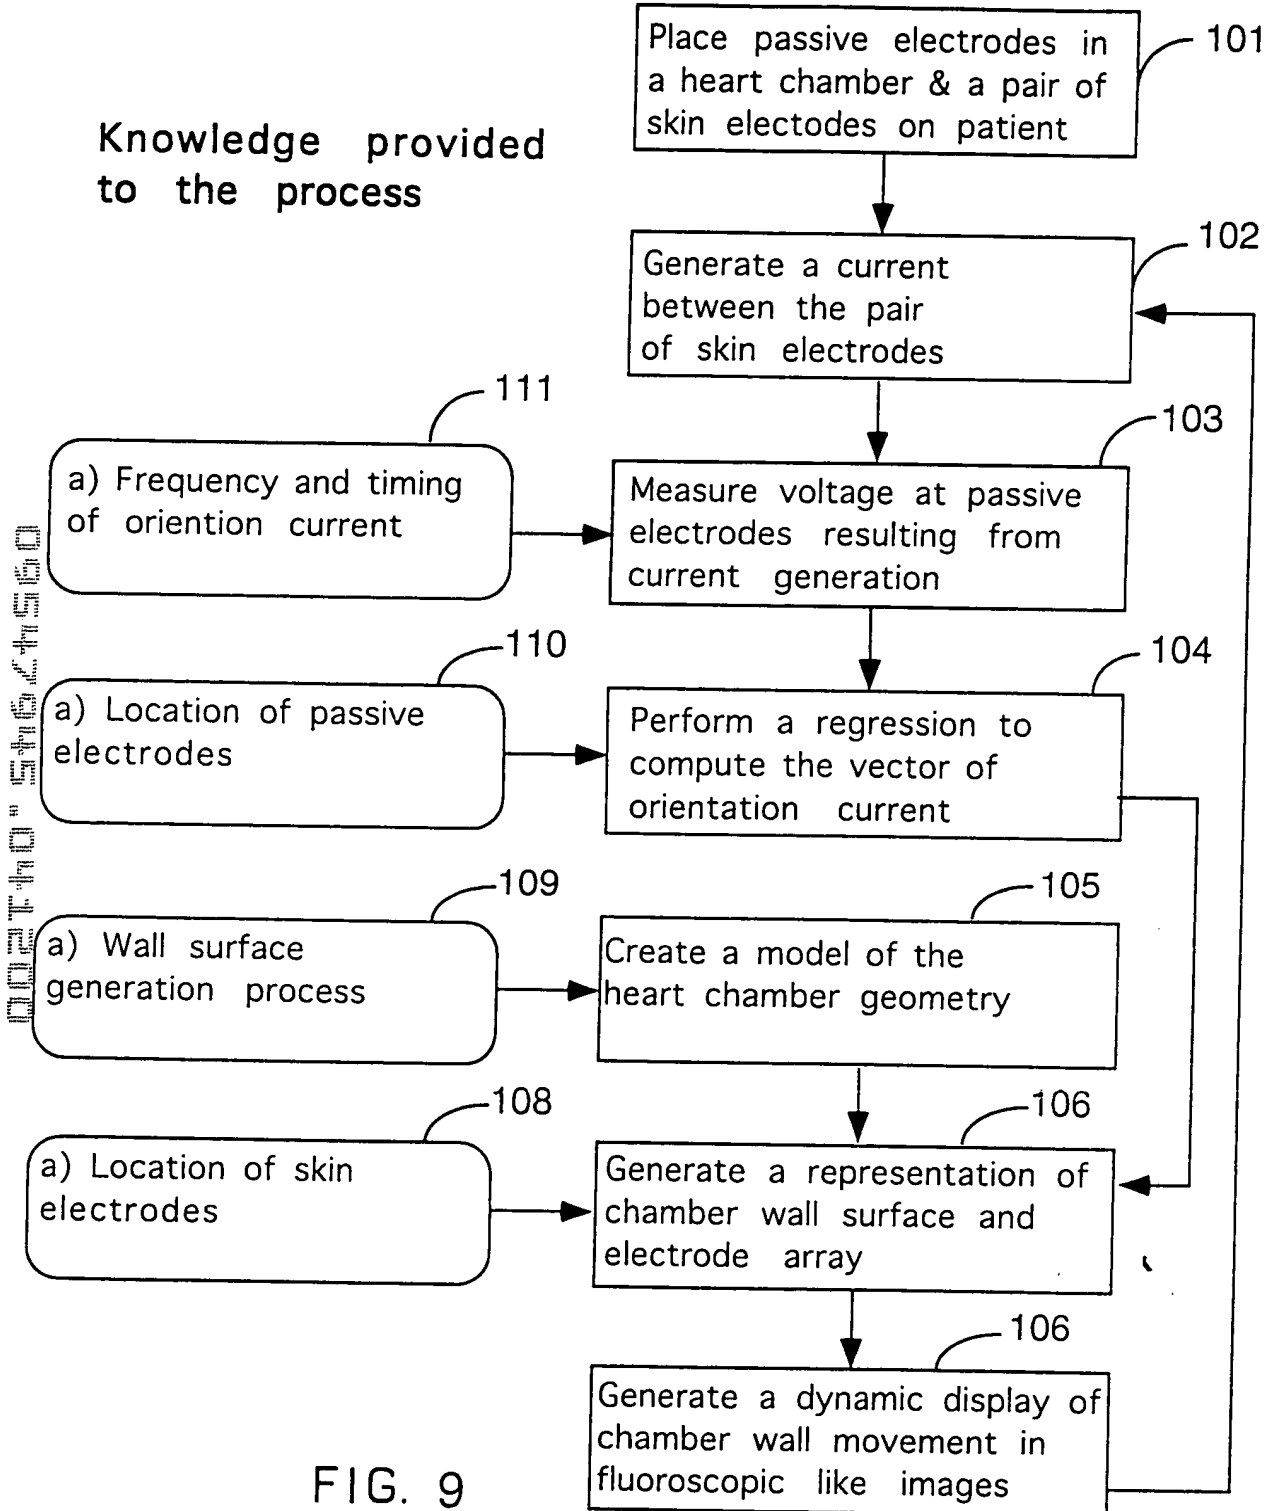 Place passive electrodes in
a heart chamber & a pair of
skin electodes on patient
101
Knowledge provided
to the process
Generate a current
between the pair
of skin electrodes
102
111
a) Frequency and timing
of oriention current
Measure voltage at passive
electrodes resulting from
current generation
103
110
a) Location of passive
electrodes
Perform a regression to
compute the vector of
orientation current
104
109
a) Wall surface
generation process
Create a model of the
heart chamber geometry
105
108
a) Location of skin
electrodes
Generate a representation of
chamber wall surface and
electrode array
106
Generate a dynamic display of
chamber wall movement in
fluoroscopic like images
106
FIG. 9
09547945.041200